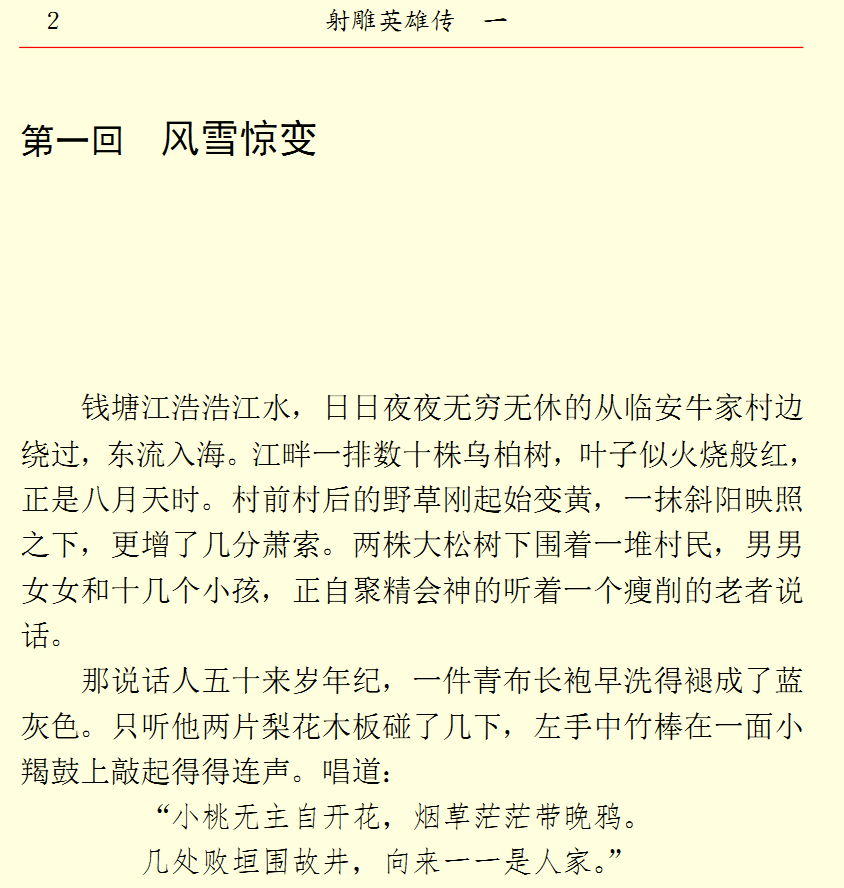 2 射雕英雄传 一
第一回 风雪惊变
钱塘江浩浩江水，日日夜夜无穷无休的从临安牛家村边
绕过，东流入海。江畔一排数十株乌柏树，叶子似火烧般红，
正是八月天时。村前村后的野草刚起始变黄，一抹斜阳映照
之下，更增了几分萧索。两株大松树下围着一堆村民，男男
女女和十几个小孩，正自聚精会神的听着一个瘦削的老者说
话。
那说话人五十来岁年纪，一件青布长袍早洗得褪成了蓝
灰色。只听他两片梨花木板碰了几下，左手中竹棒在一面小
羯鼓上敲起得得连声。唱道：
“小桃无主自开花，烟草茫茫带晚鸦。
几处败垣围故井，向来一一是人家。”